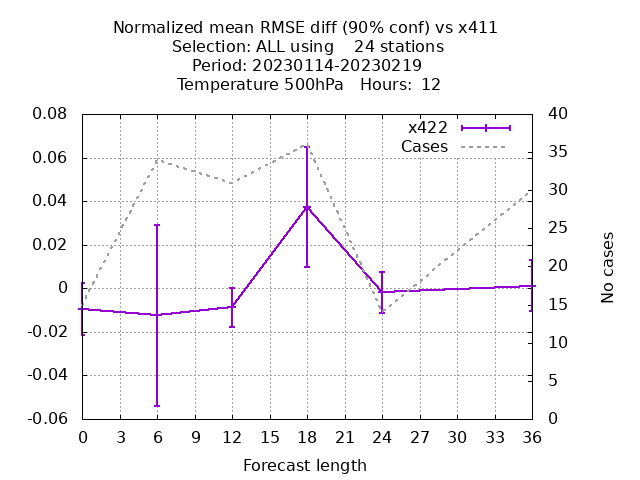 Normalized mean RMSE diff (90% conf) vs x411
Selection: ALL using    24 stations
Period: 20230114-20230219
Temperature 500hPa   Hours:  12
x422
Cases
0.08
0.06
0.04
0.02
0
-0.02
-0.04
-0.06
40
35
30
25
20
15
10
5
0
No cases
0 3 6 9 12 15 18 21 24 27 30 33 36
Forecast length